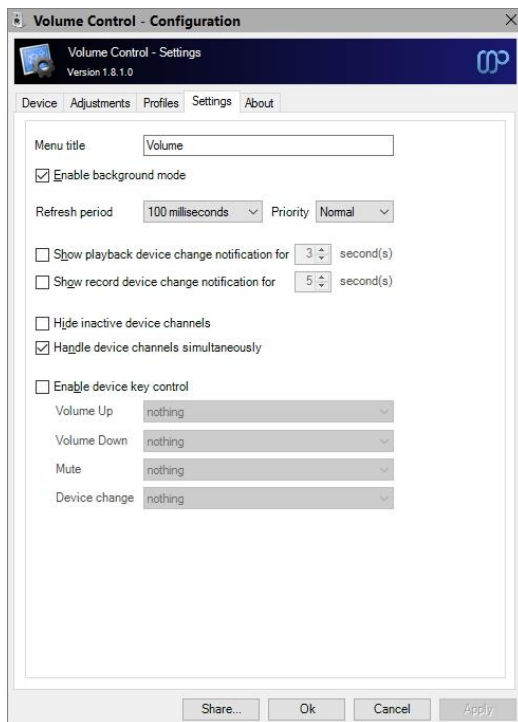 Volume Control - Configuration
Volume Control - Settings
Version 1.8.1.0
Device Adjustments Profiles Settings About
Menu title Volume
Enable background mode
Refresh period 100 milliseconds Priority Normal
Show playback device change notification for 3 second(s)
Show record device change notification for 5 second(s)
Hide inactive device channels
Handle device channels simultaneously
Enable device key control
Volume Up nothing
Volume Down nothing
Mute nothing
Device change nothing
Share... Ok Cancel Apply